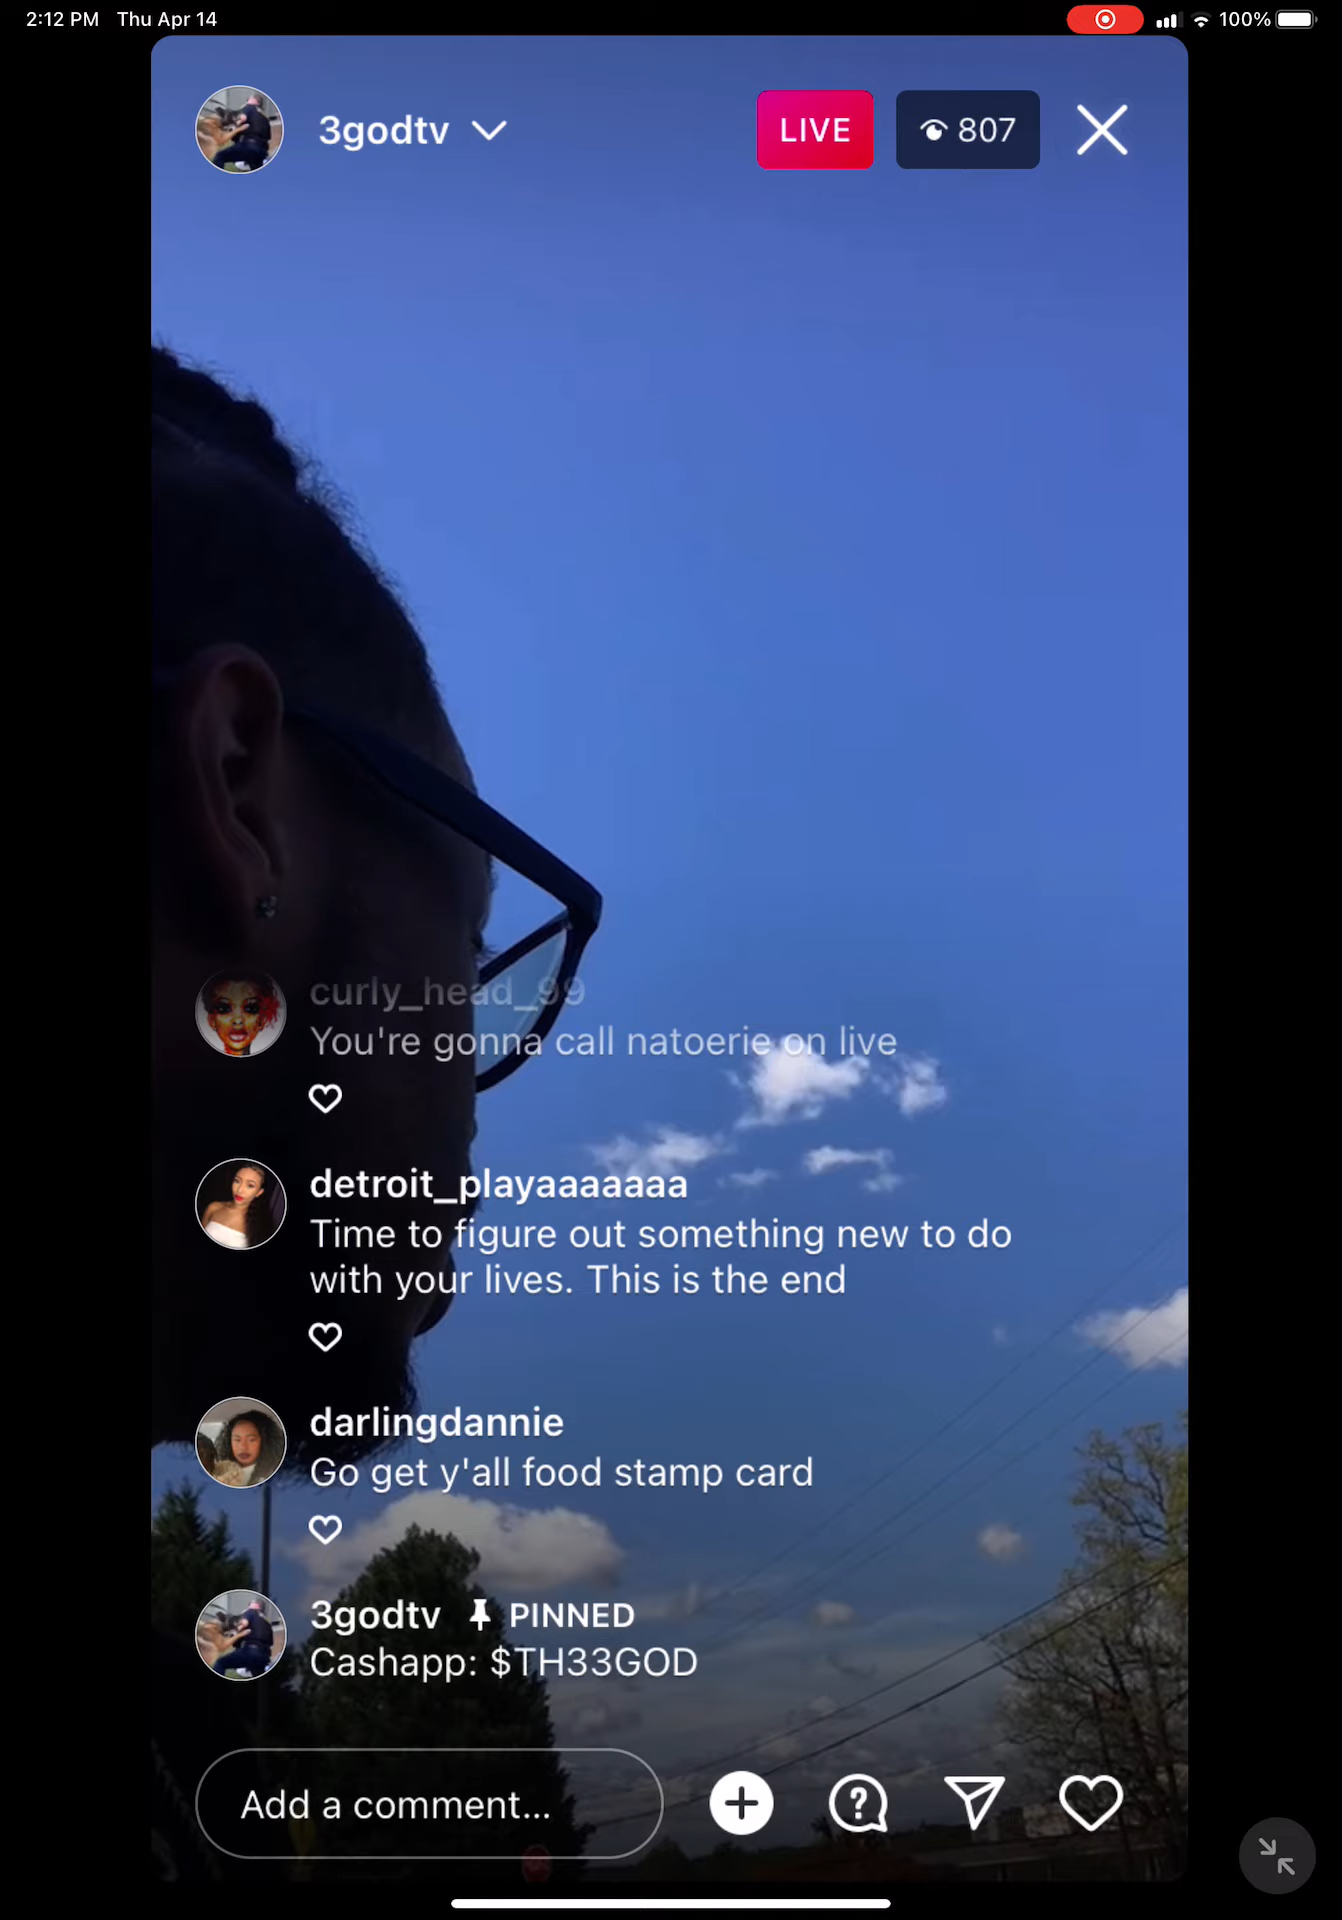 2:12 PM Thu Apr 14
100%
3godtv
LIVE
807
curly_head_99
You're gonna call natoerie on live
detroit_playaaaaaaa
Time to figure out something new to do
with your lives. This is the end
darlingdannie
Go get y'all food stamp card
3godtv PINNED
Cashapp: $TH33GOD
Add a comment...